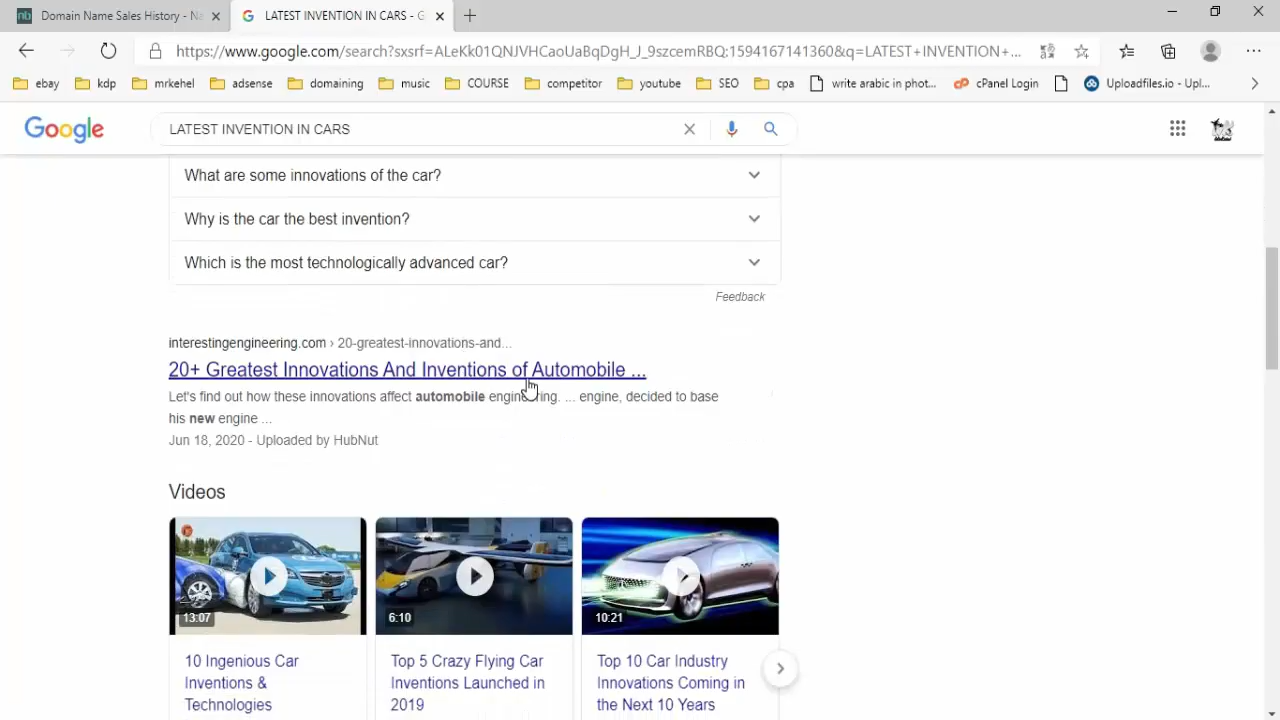 Domain Name Sales History - Na
LATEST INVENTION IN CARS - G
https://www.google.com/search?sxsrf=ALeKk01QNJVHCaoUaBqDgH_J_9szcemRBQ:1594167141360&q=LATEST+INVENTION+...
ebay kdp mrkehel adsense domaining music COURSE competitor youtube SEO cpa write arabic in phot... cPanel Login Uploadfiles.io - Upl...
Google LATEST INVENTION IN CARS
What are some innovations of the car?
Why is the car the best invention?
Which is the most technologically advanced car?
Feedback
interestingengineering.com › 20-greatest-innovations-and...
20+ Greatest Innovations And Inventions of Automobile ...
Let's find out how these innovations affect automobile engineering. ... engine, decided to base
his new engine ...
Jun 18, 2020 - Uploaded by HubNut
Videos
13:07
6:10
10:21
10 Ingenious Car
Inventions &
Technologies
Top 5 Crazy Flying Car
Inventions Launched in
2019
Top 10 Car Industry
Innovations Coming in
the Next 10 Years